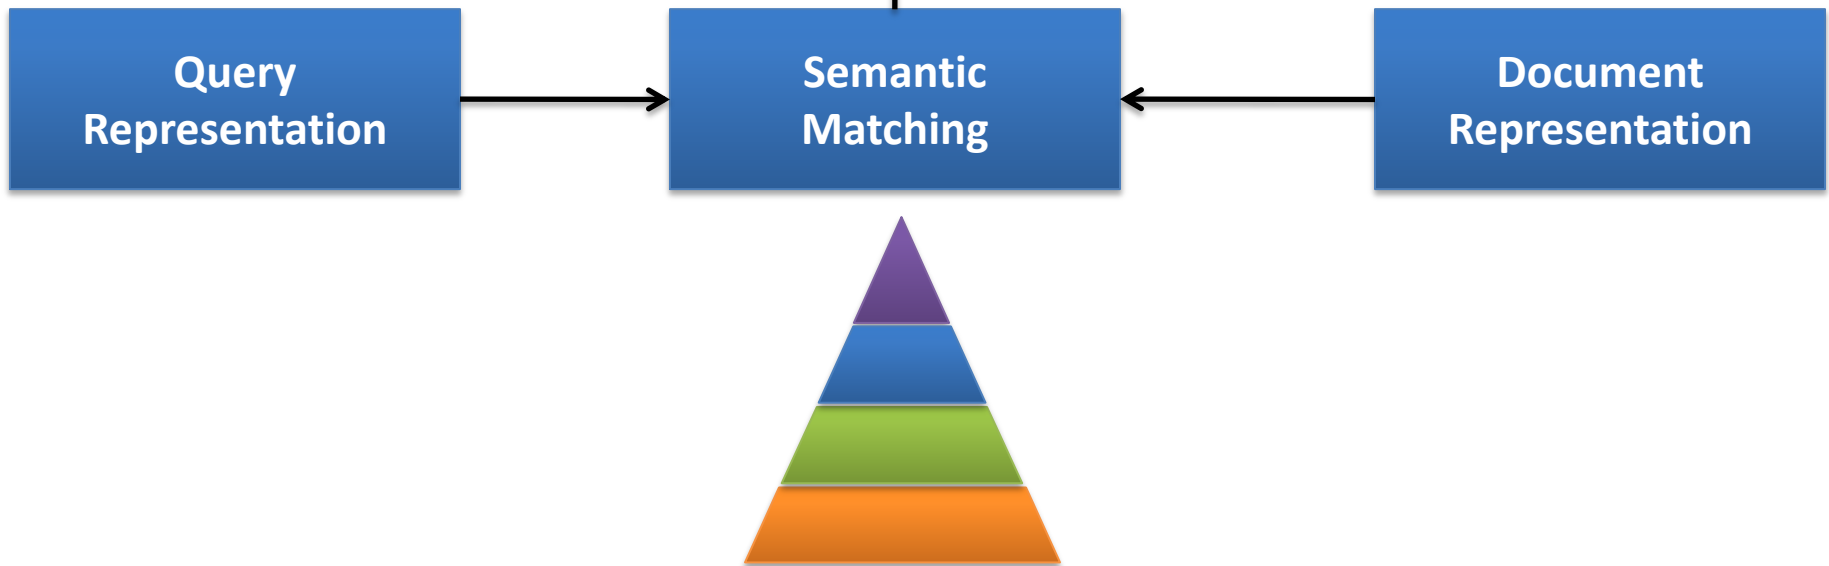 Query
Representation
Semantic
Matching
Document
Representation